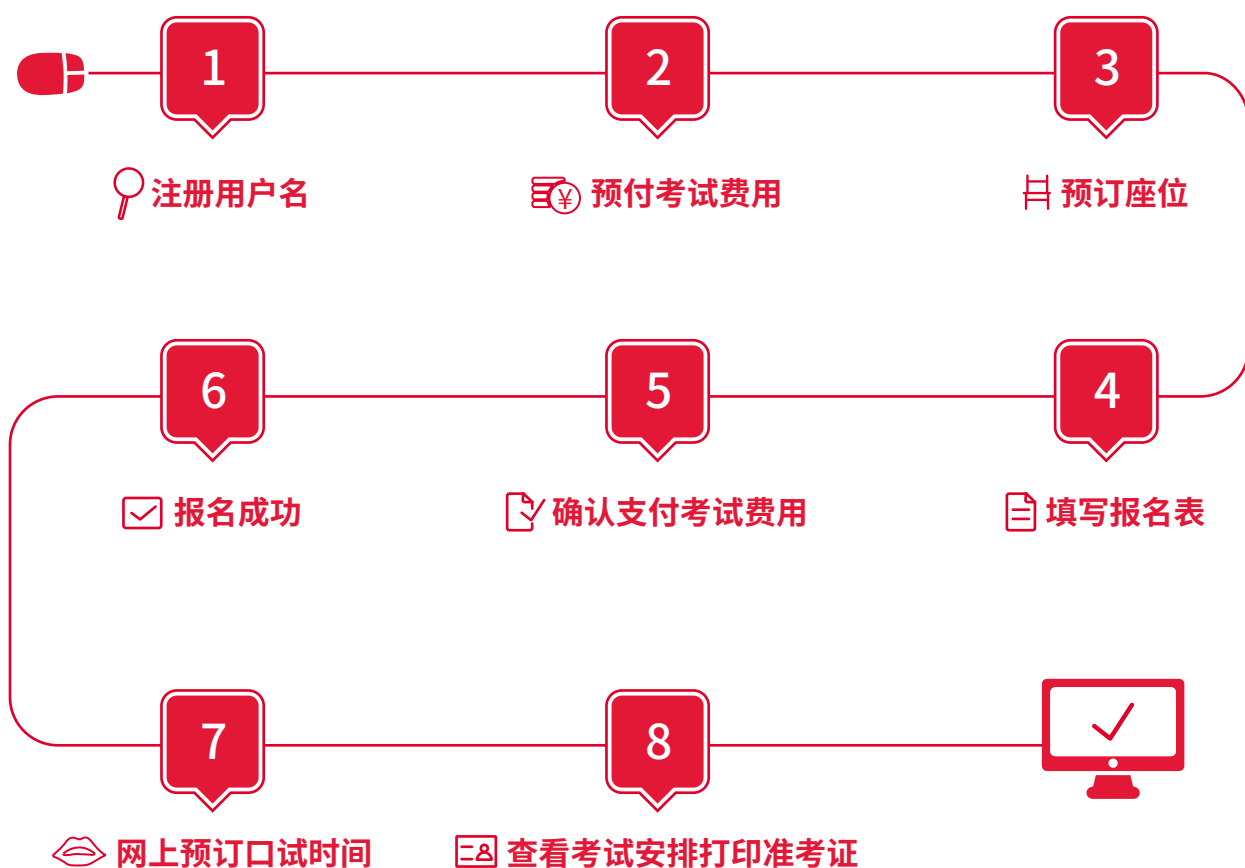 1
2
3
注册用户名
¥
预付考试费用
预订座位
6
5
4
报名成功
确认支付考试费用
填写报名表
7
8
网上预订口试时间
查看考试安排打印准考证